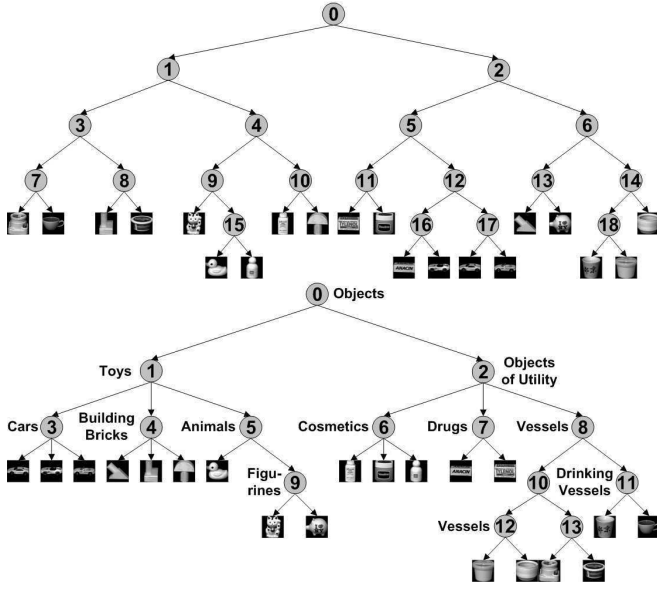 0
1 2
3 4 5 6
7 8 9 10 11 12 13 14
15 16 17 18
0 Objects
Toys 1 2 Objects
of Utility
Cars 3 Building
Bricks 4 Animals 5 Cosmetics 6 Drugs 7 Vessels 8
Figu-
rines 9 10 Drinking
Vessels 11
Vessels 12 13